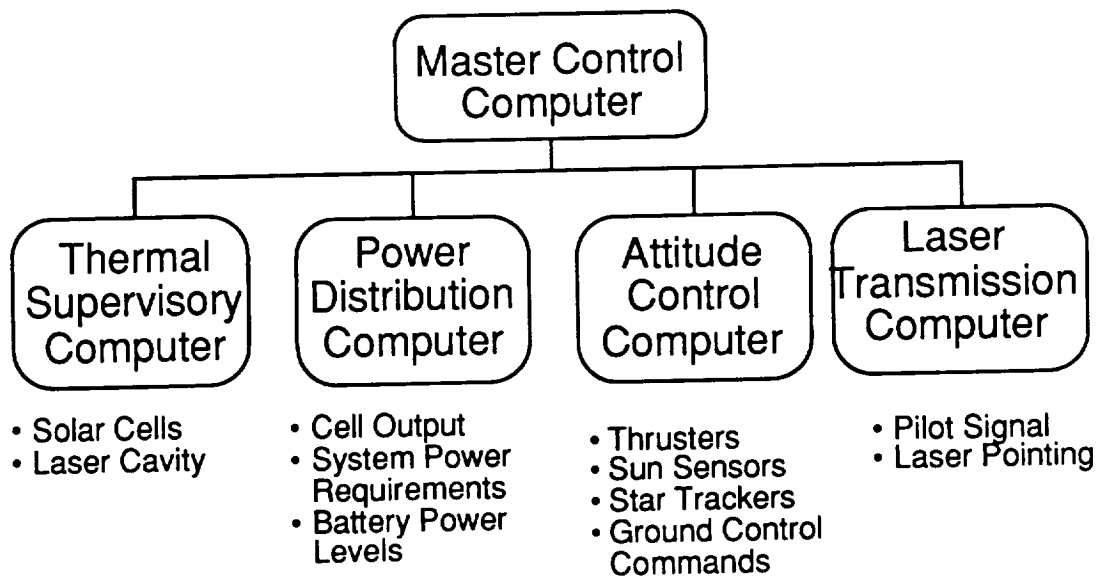 Master Control
Computer
Thermal
Supervisory
Computer
Power
Distribution
Computer
Attitude
Control
Computer
Laser
Transmission
Computer
• Solar Cells
• Laser Cavity
• Cell Output
• System Power
Requirements
• Battery Power
Levels
• Thrusters
• Sun Sensors
• Star Trackers
• Ground Control
Commands
• Pilot Signal
• Laser Pointing